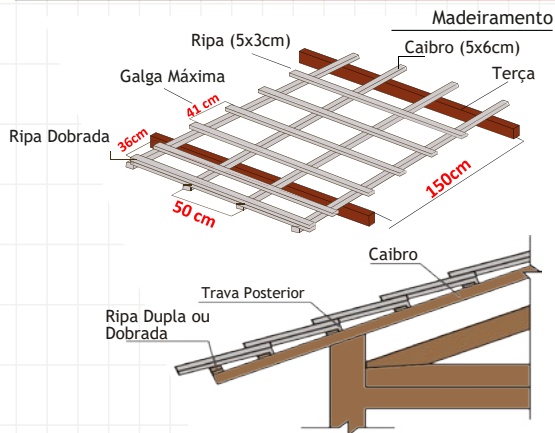 Madeiramento
Ripa (5x3cm)
Caibro (5x6cm)
Galga Máxima
Terça
41 cm
Ripa Dobrada
36cm
150cm
50 cm
Caibro
Trava Posterior
Ripa Dupla ou
Dobrada